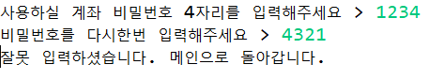 사용하실 계좌 비밀번호 4자리를 입력해주세요 > 1234
비밀번호를 다시한번 입력해주세요 > 4321
잘못 입력하셨습니다. 메인으로 돌아갑니다.